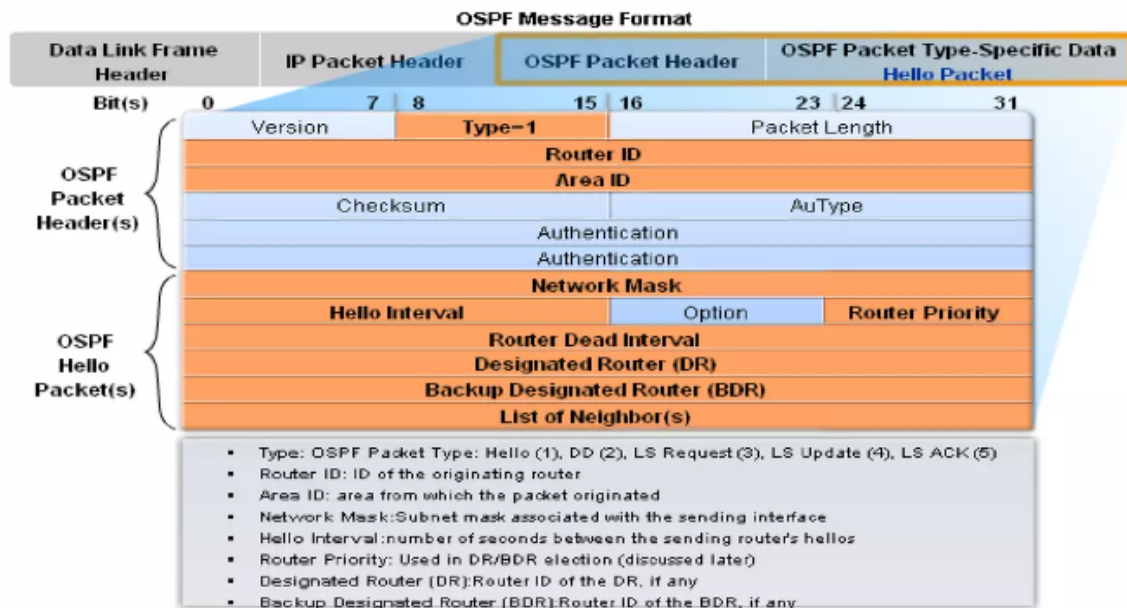 OSPF Message Format
Data Link Frame Header
IP Packet Header
OSPF Packet Header
OSPF Packet Type-Specific Data
Hello Packet
Bit(s) 0 7 8 15 16 23 24 31
OSPF Packet Header(s)
Version Type-1 Packet Length
Router ID
Area ID
Checksum AuType
Authentication
Authentication
OSPF Hello Packet(s)
Network Mask
Hello Interval Option Router Priority
Router Dead Interval
Designated Router (DR)
Backup Designated Router (BDR)
List of Neighbor(s)
▪ Type: OSPF Packet Type: Hello (1), DD (2), LS Request (3), LS Update (4), LS ACK (5)
▪ Router ID: ID of the originating router
▪ Area ID: area from which the packet originated
▪ Network Mask:Subnet mask associated with the sending interface
▪ Hello Interval:number of seconds between the sending router's hellos
▪ Router Priority: Used in DR/BDR election (discussed later)
▪ Designated Router (DR):Router ID of the DR, if any
▪ Backup Designated Router (BDR):Router ID of the BDR, if any